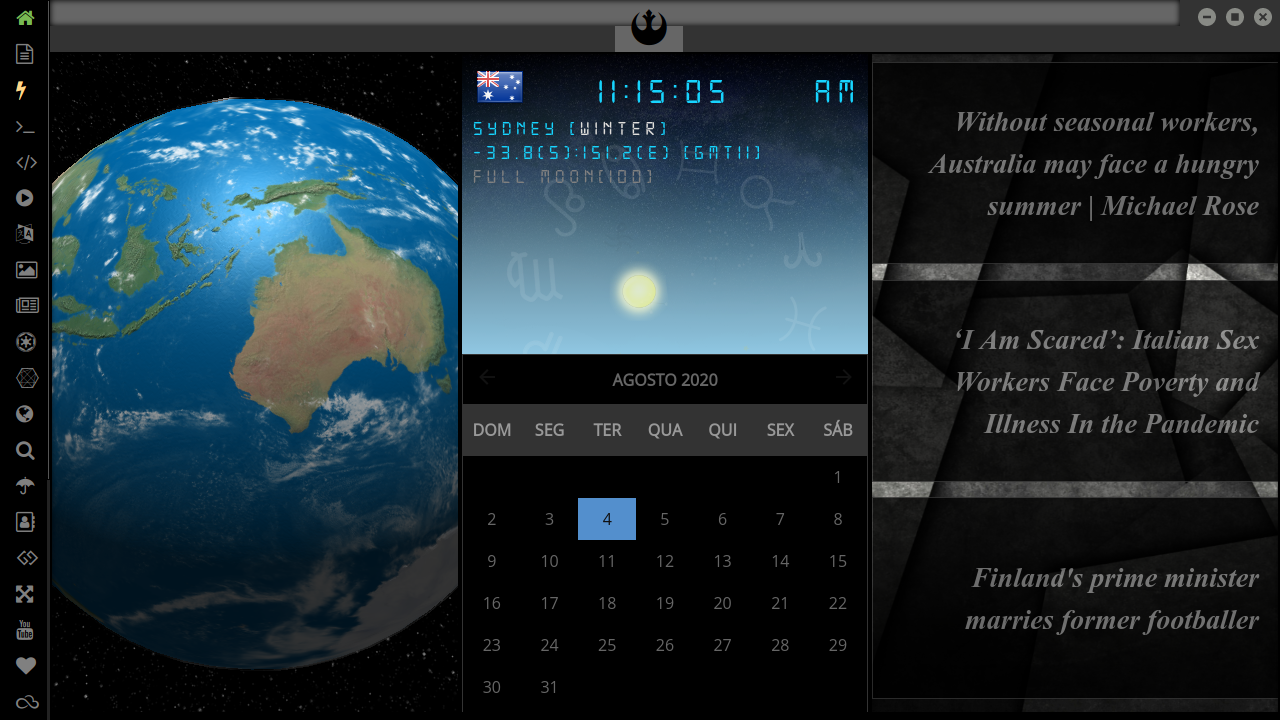 11:15:05 AM
SYDNEY [WINTER]
-33.8(S):151.2(E) [GMT11]
FULL MOON[100]
AGOSTO 2020
DOM SEG TER QUA QUI SEX SÁB
1
2 3 4 5 6 7 8
9 10 11 12 13 14 15
16 17 18 19 20 21 22
23 24 25 26 27 28 29
30 31
Without seasonal workers,
Australia may face a hungry
summer | Michael Rose
‘I Am Scared’: Italian Sex
Workers Face Poverty and
Illness In the Pandemic
Finland's prime minister
marries former footballer
You
Tube